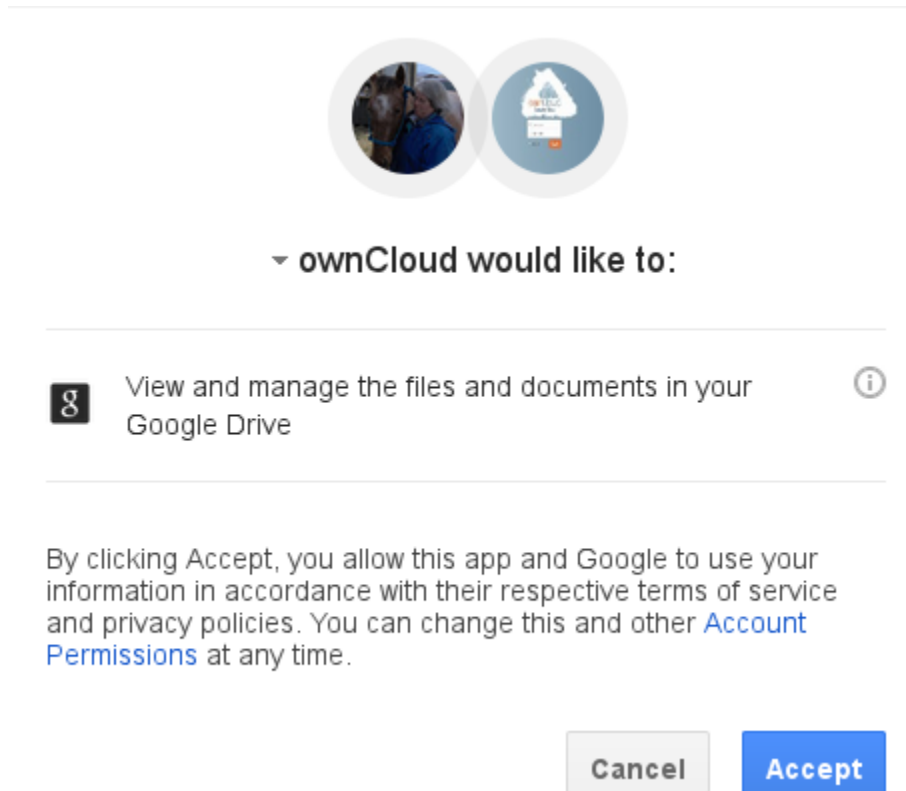 ownCloud would like to:
g
View and manage the files and documents in your
Google Drive
By clicking Accept, you allow this app and Google to use your
information in accordance with their respective terms of service
and privacy policies. You can change this and other Account
Permissions at any time.
Cancel
Accept